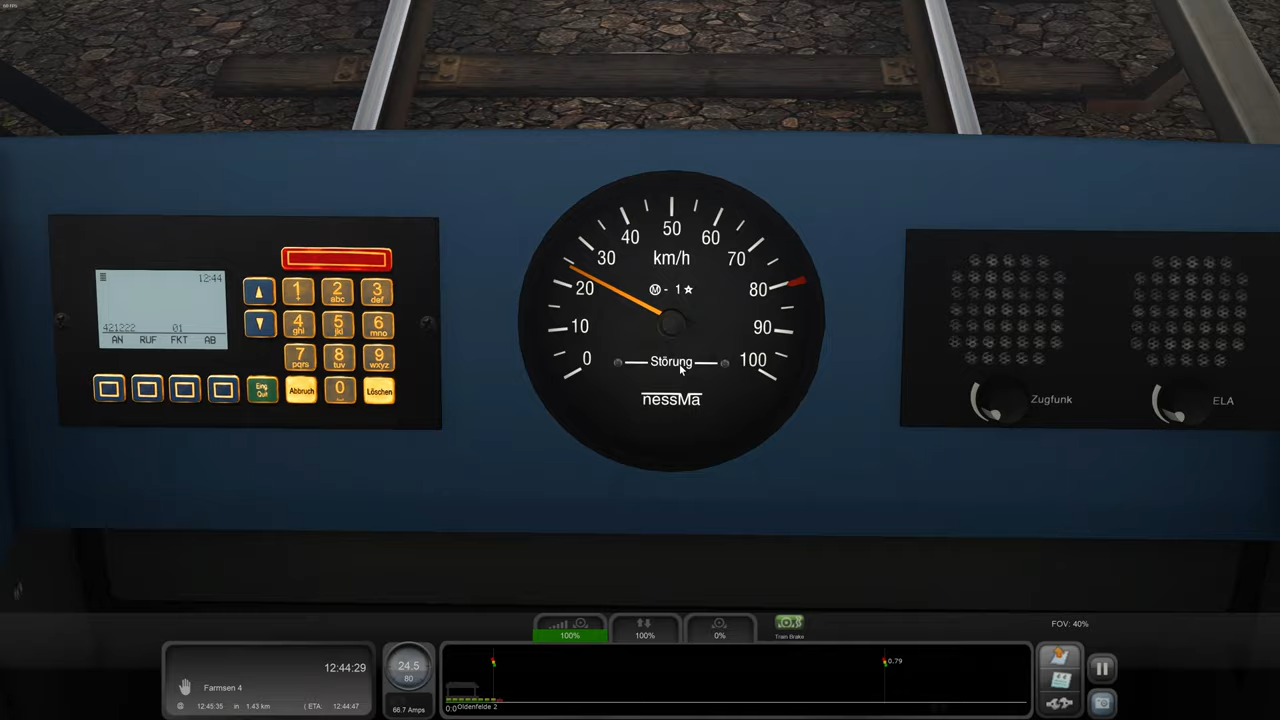 12:44
421222 01
AN RUF FKT AB
1
+
2
abc
3
def
4
ghi
5
jkl
6
mno
7
pqrs
8
tuv
9
wxyz
Eing
Quit
Abbruch
0
Löschen
0
10
20
30
40
50
60
70
80
90
100
km/h
M - 1
Störung
nessMa
Zugfunk
ELA
100%
100%
0%
Train Brake
FOV: 40%
12:44:29
Farmsen 4
12:45:35 in 1.43 km ( ETA: 12:44:47
24.5
80
66.7 Amps
0.79
0:0
Oldenfelde 2